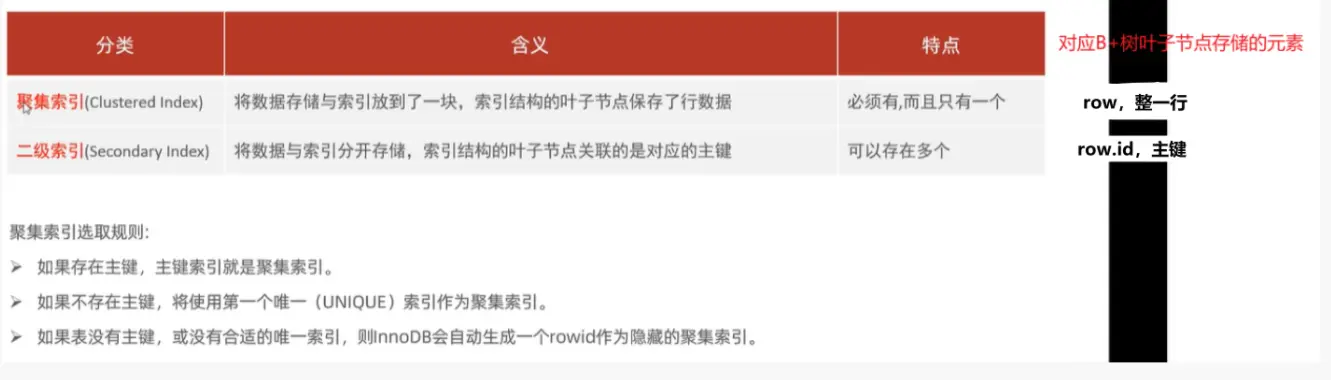 分类 含义 特点 对应B+树叶子节点存储的元素
聚集索引(Clustered Index) 将数据存储与索引放到了一块，索引结构的叶子节点保存了行数据 必须有,而且只有一个 row，整一行
二级索引(Secondary Index) 将数据与索引分开存储，索引结构的叶子节点关联的是对应的主键 可以存在多个 row.id，主键
聚集索引选取规则:
➢ 如果存在主键，主键索引就是聚集索引。
➢ 如果不存在主键，将使用第一个唯一（UNIQUE）索引作为聚集索引。
➢ 如果表没有主键，或没有合适的唯一索引，则InnoDB会自动生成一个rowid作为隐藏的聚集索引。